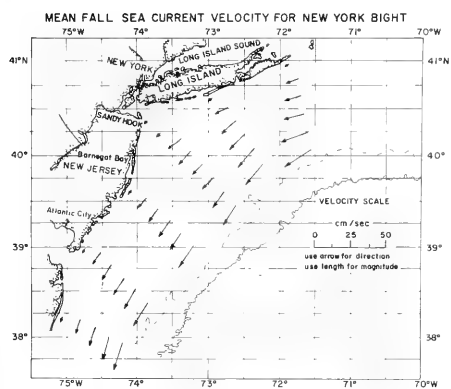 MEAN FALL SEA CURRENT VELOCITY FOR NEW YORK BIGHT
75°W 74° 73° 72° 71° 70°W
41°N 41°N
NEW YORK
LONG ISLAND SOUND
LONG ISLAND
SANDY HOOK
40° 40°
Barnegat Bay
NEW JERSEY
Atlantic City
VELOCITY SCALE
cm/sec
0 25 50
39° 39°
use arrow for direction
use length for magnitude
38° 38°
75°W 74° 73° 72° 71° 70°W